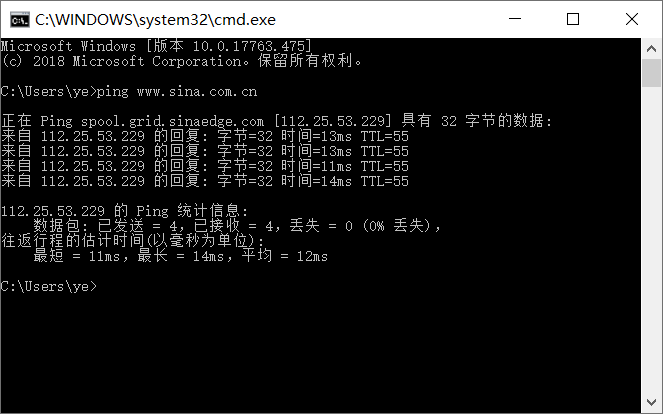 C:\WINDOWS\system32\cmd.exe
Microsoft Windows [版本 10.0.17763.475]
(c) 2018 Microsoft Corporation。保留所有权利。
C:\Users\ye>ping www.sina.com.cn
正在 Ping spool.grid.sinaedge.com [112.25.53.229] 具有 32 字节的数据:
来自 112.25.53.229 的回复: 字节=32 时间=13ms TTL=55
来自 112.25.53.229 的回复: 字节=32 时间=13ms TTL=55
来自 112.25.53.229 的回复: 字节=32 时间=11ms TTL=55
来自 112.25.53.229 的回复: 字节=32 时间=14ms TTL=55
112.25.53.229 的 Ping 统计信息:
数据包: 已发送 = 4，已接收 = 4，丢失 = 0 (0% 丢失)，
往返行程的估计时间(以毫秒为单位):
最短 = 11ms，最长 = 14ms，平均 = 12ms
C:\Users\ye>